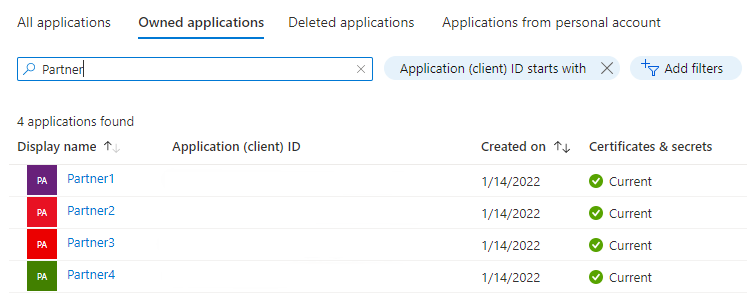 All applications Owned applications Deleted applications Applications from personal account
Partner Application (client) ID starts with Add filters
4 applications found
Display name Application (client) ID Created on Certificates & secrets
PA Partner1 1/14/2022 Current
PA Partner2 1/14/2022 Current
PA Partner3 1/14/2022 Current
PA Partner4 1/14/2022 Current